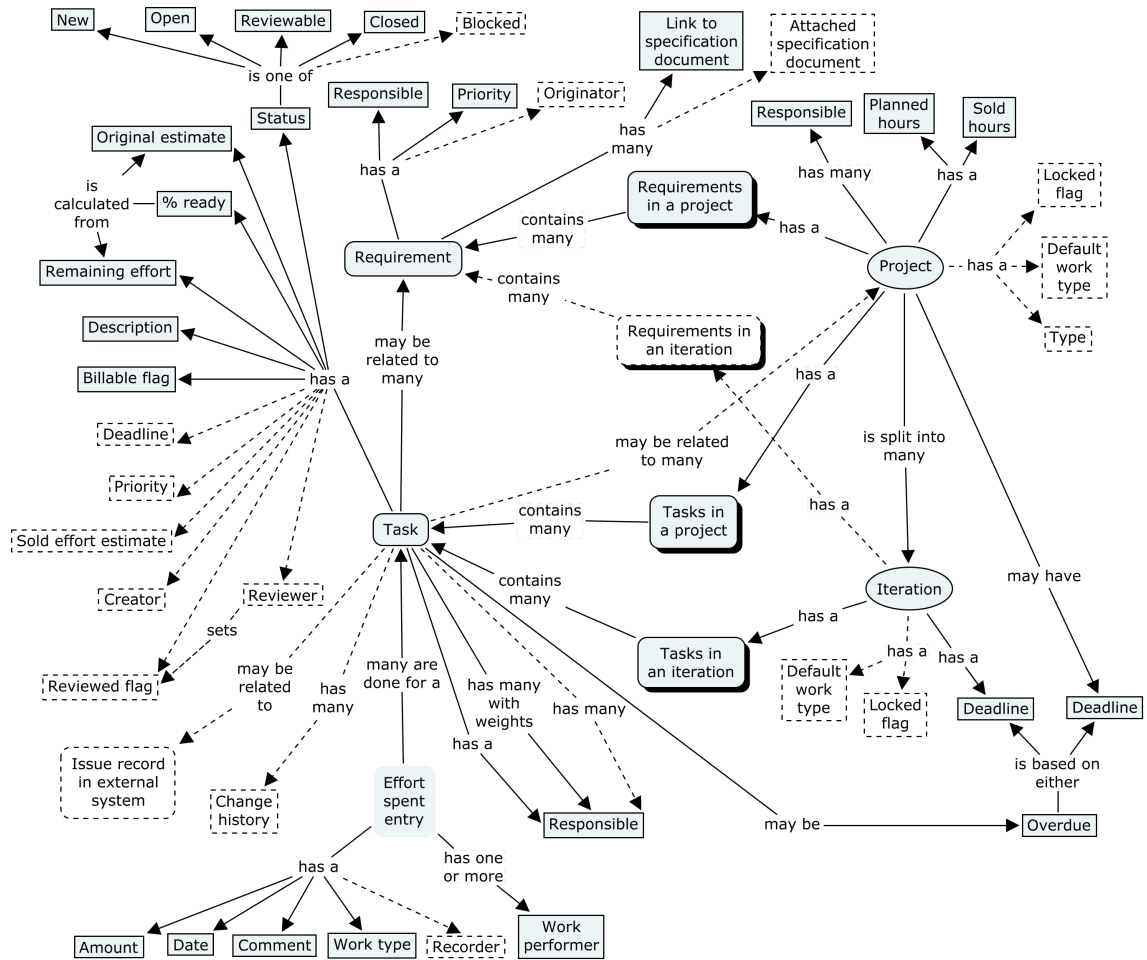 New
Open
Reviewable
Closed
Blocked
is one of
Status
Link to
specification
document
Attached
specification
document
Responsible
Priority
Originator
has a
has
many
Responsible
Planned
hours
Sold
hours
has many
has a
Original estimate
is
calculated
from
% ready
Remaining effort
Description
Billable flag
has a
Requirements
in a project
contains
many
has a
Requirement
contains
many
Project
has a
Locked
flag
Default
work
type
Type
Requirements in
an iteration
may be
related to
many
has a
may be related
to many
is split into
many
Deadline
Priority
Sold effort estimate
Creator
Reviewer
sets
Reviewed flag
Task
contains
many
Tasks in
a project
has a
may have
Iteration
contains
many
has a
Tasks in
an iteration
has a
has a
Default
work
type
Locked
flag
Deadline
Deadline
may be
related
to
has
many
many are
done for a
has many
with
weights
has a
has many
Issue record
in external
system
Change
history
Effort
spent
entry
Responsible
may be
Overdue
is based on
either
has a
has one
or more
Amount
Date
Comment
Work type
Recorder
Work
performer